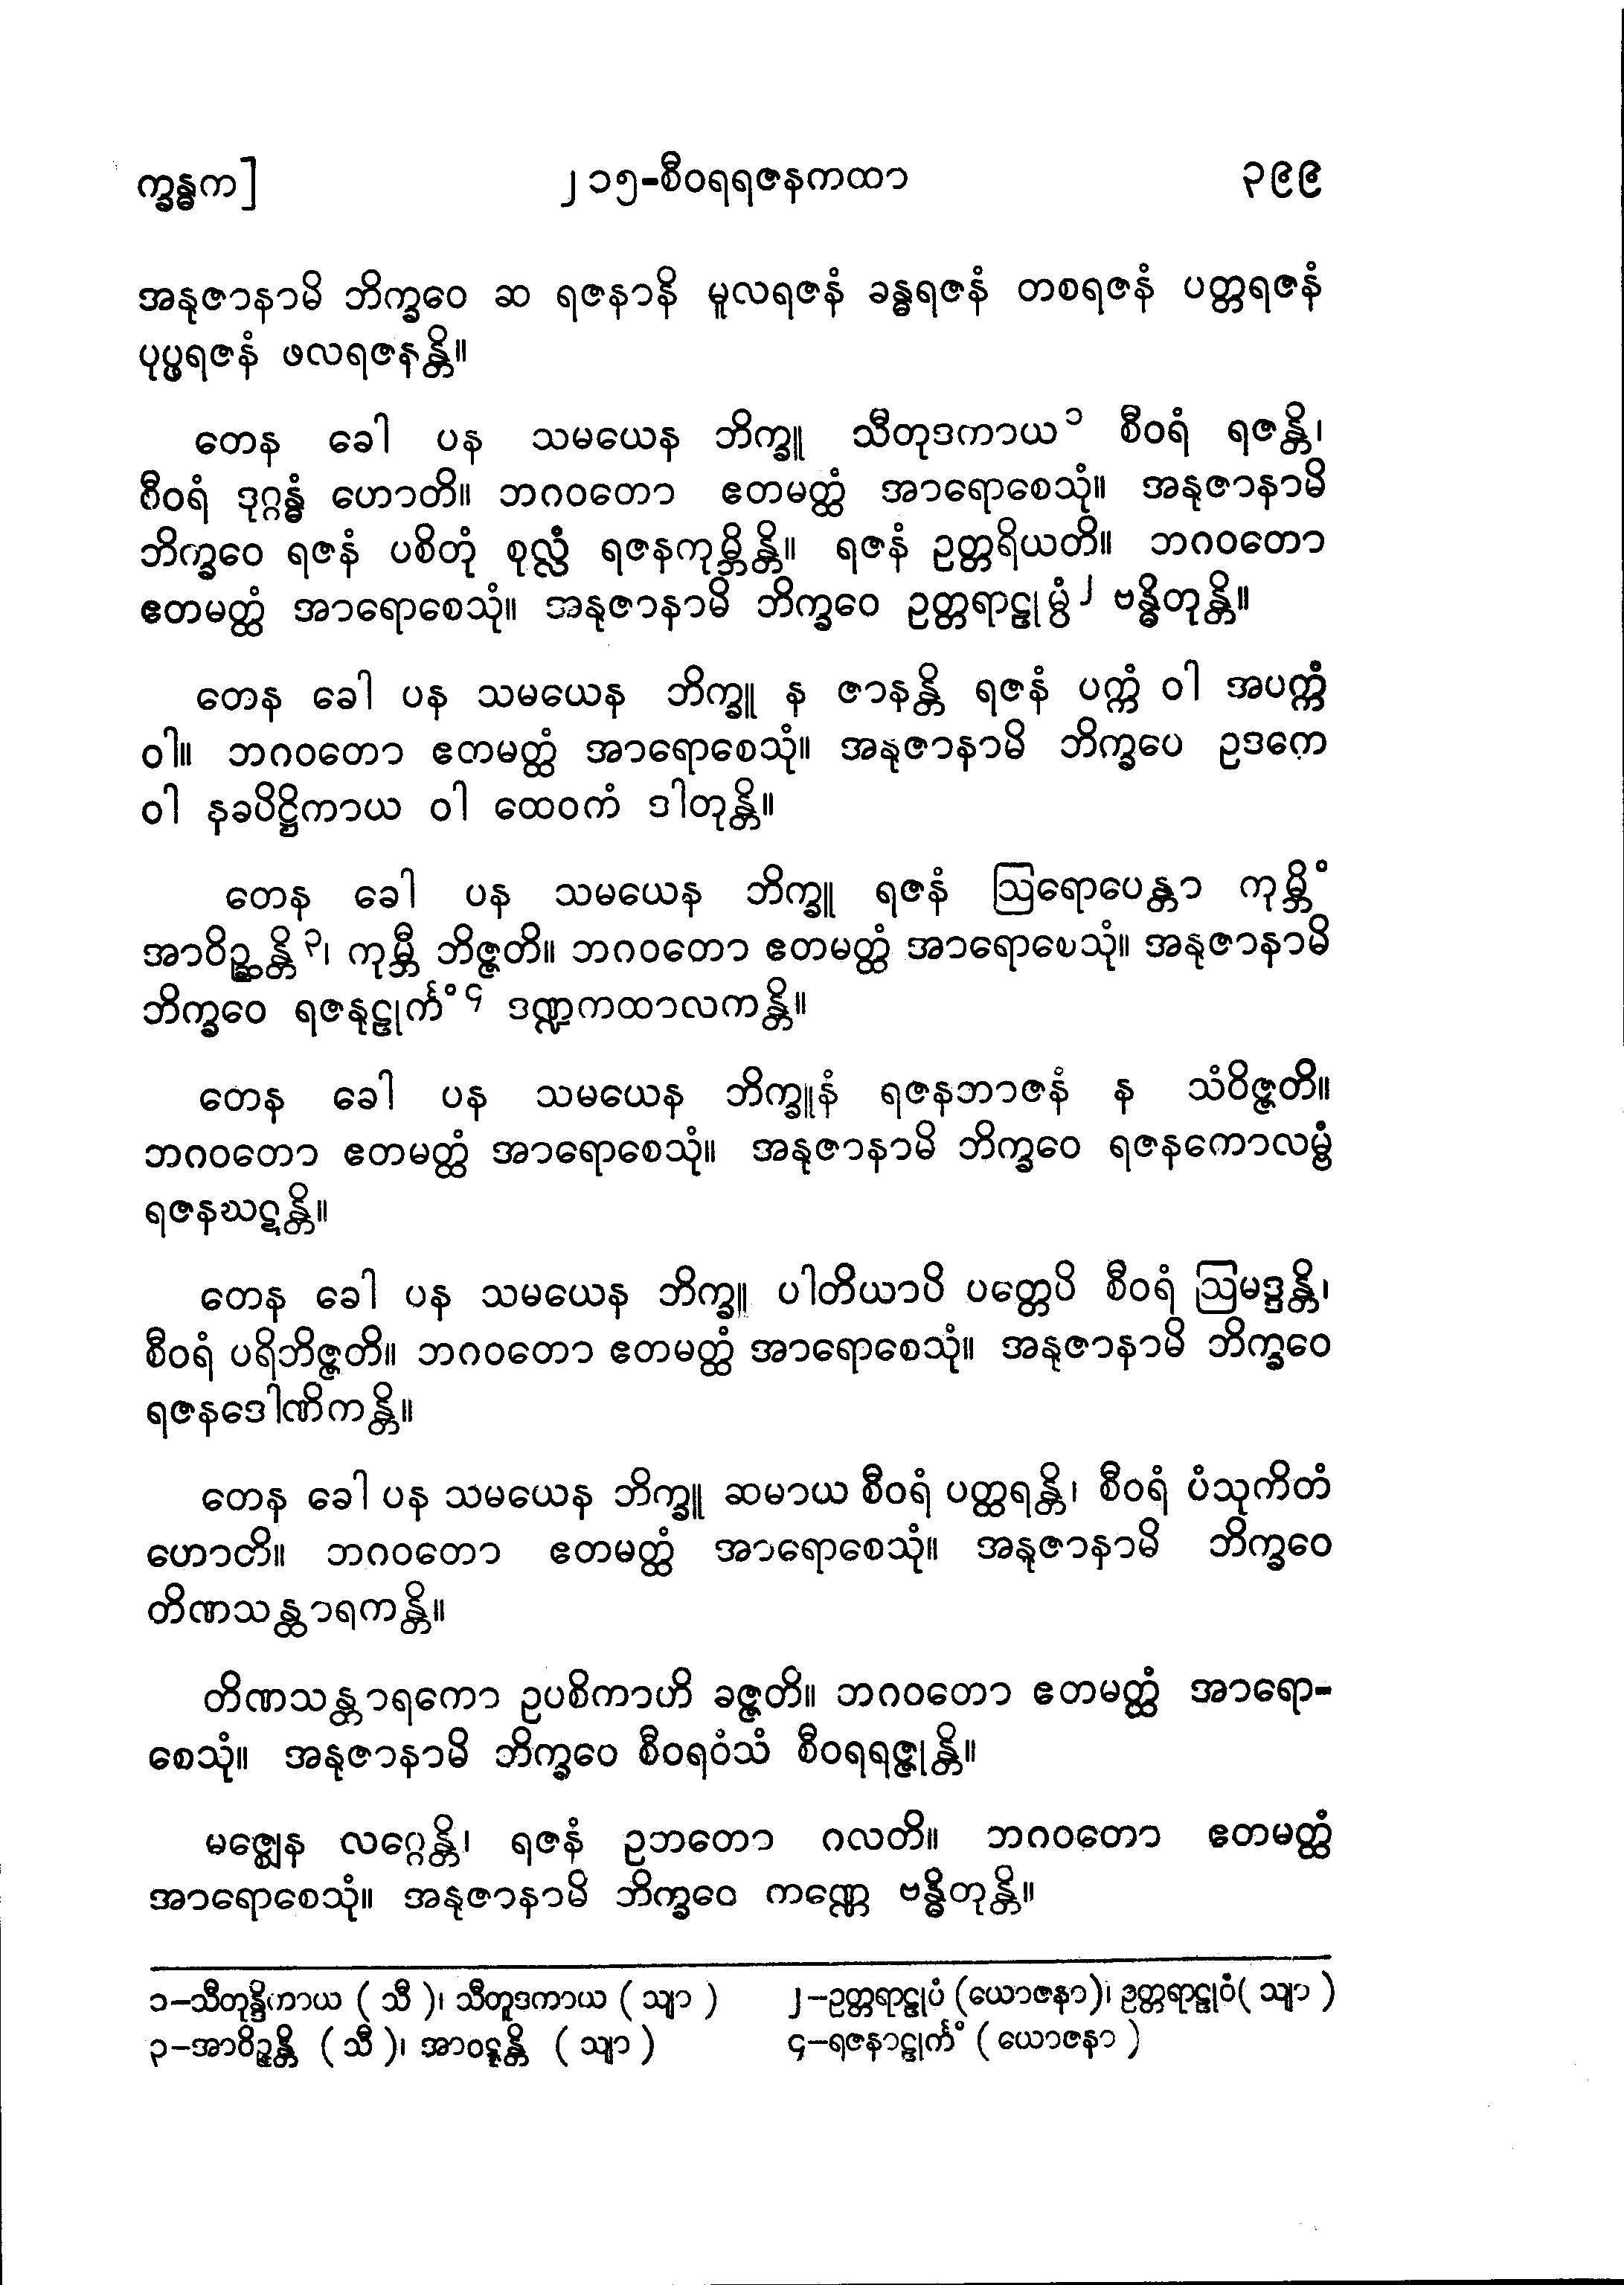 က္ခန္ဓက]
၂၁၅-စီဝရရဇနကထာ
၃၉၉
အနုဇာနာမိ ဘိက္ခဝေ ဆ ရဇနာနိ မူလရဇနံ ခန္ဓရဇနံ တစရဇနံ ပတ္တရဇနံ
ပုပ္ဖရဇနံ ဖလရဇနန္တိ။
တေန ခေါ ပန သမယေန ဘိက္ခူ သီတုဒကာယ၁ စီဝရံ ရဇန္တိ၊
စီဝရံ ဒုဂ္ဂန္ဓံ ဟောတိ။ ဘဂဝတော ဧတမတ္ထံ အာရောစေသုံ။ အနုဇာနာမိ
ဘိက္ခဝေ ရဇနံ ပစိတုံ စုလ္လံ ရဇနကုမ္ဘိန္တိ။ ရဇနံ ဥတ္တရိယတိ။ ဘဂဝတော
ဧတမတ္ထံ အာရောစေသုံ။ အနုဇာနာမိ ဘိက္ခဝေ ဥတ္တရာဠုမ္ပံ၂ ဗန္ဓိတုန္တိ။
တေန ခေါ ပန သမယေန ဘိက္ခူ န ဇာနန္တိ ရဇနံ ပက္ကံ ဝါ အပက္ကံ
ဝါ။ ဘဂဝတော ဧတမတ္ထံ အာရောစေသုံ။ အနုဇာနာမိ ဘိက္ခဝေ ဥဒကေ
ဝါ နခပိဋ္ဌိကာယ ဝါ ထေဝကံ ဒါတုန္တိ။
တေန ခေါ ပန သမယေန ဘိက္ခူ ရဇနံ ဩရောပေန္တာ ကုမ္ဘိံ
အာဝိဉ္ဆန္တိ၃၊ ကုမ္ဘီ ဘိဇ္ဇတိ။ ဘဂဝတော ဧတမတ္ထံ အာရောစေသုံ။ အနုဇာနာမိ
ဘိက္ခဝေ ရဇနုဠုင်္ကံ၄ ဒဏ္ဍကထာလကန္တိ။
တေန ခေါ ပန သမယေန ဘိက္ခူနံ ရဇနဘာဇနံ န သံဝိဇ္ဇတိ။
ဘဂဝတော ဧတမတ္ထံ အာရောစေသုံ။ အနုဇာနာမိ ဘိက္ခဝေ ရဇနကောလမ္ဗံ
ရဇနဃဋန္တိ။
တေန ခေါ ပန သမယေန ဘိက္ခူ ပါတိယာပိ ပတ္တေပိ စီဝရံ ဩမဒ္ဒန္တိ၊
စီဝရံ ပရိဘိဇ္ဇတိ။ ဘဂဝတော ဧတမတ္ထံ အာရောစေသုံ။ အနုဇာနာမိ ဘိက္ခဝေ
ရဇနဒေါဏိကန္တိ။
တေန ခေါ ပန သမယေန ဘိက္ခူ ဆမာယ စီဝရံ ပတ္ထရန္တိ၊ စီဝရံ ပံသုကိတံ
ဟောတိ။ ဘဂဝတော ဧတမတ္ထံ အာရောစေသုံ။ အနုဇာနာမိ ဘိက္ခဝေ
တိဏသန္ထာရကန္တိ။
တိဏသန္တာရကော ဥပစိကာဟိ ခဇ္ဇတိ။ ဘဂဝတော ဧတမတ္ထံ အာရော-
စေသုံ။ အနုဇာနာမိ ဘိက္ခဝေ စီဝရဝံသံ စီဝရရဇ္ဇုန္တိ။
မဇ္ဈေန လဂ္ဂေန္တိ၊ ရဇနံ ဥဘတော ဂလတိ။ ဘဂဝတော ဧတမတ္ထံ
အာရောစေသုံ။ အနုဇာနာမိ ဘိက္ခဝေ ကဏ္ဏေ ဗန္ဓိတုန္တိ။
၁–သီတုန္ဒိကာယ (သီ)၊ သီတူဒကာယ (သျာ) ၂–ဥတ္တရာဠုပံ (ယောဇနာ)၊ ဥတ္တရာဠုဝံ (သျာ)
၃–အာဝိဉ္ဇန္တိ (သီ)၊ အာဝဋ္ဋန္တိ (သျာ) ၄–ရဇနာဠုင်္ကံ (ယောဇနာ)